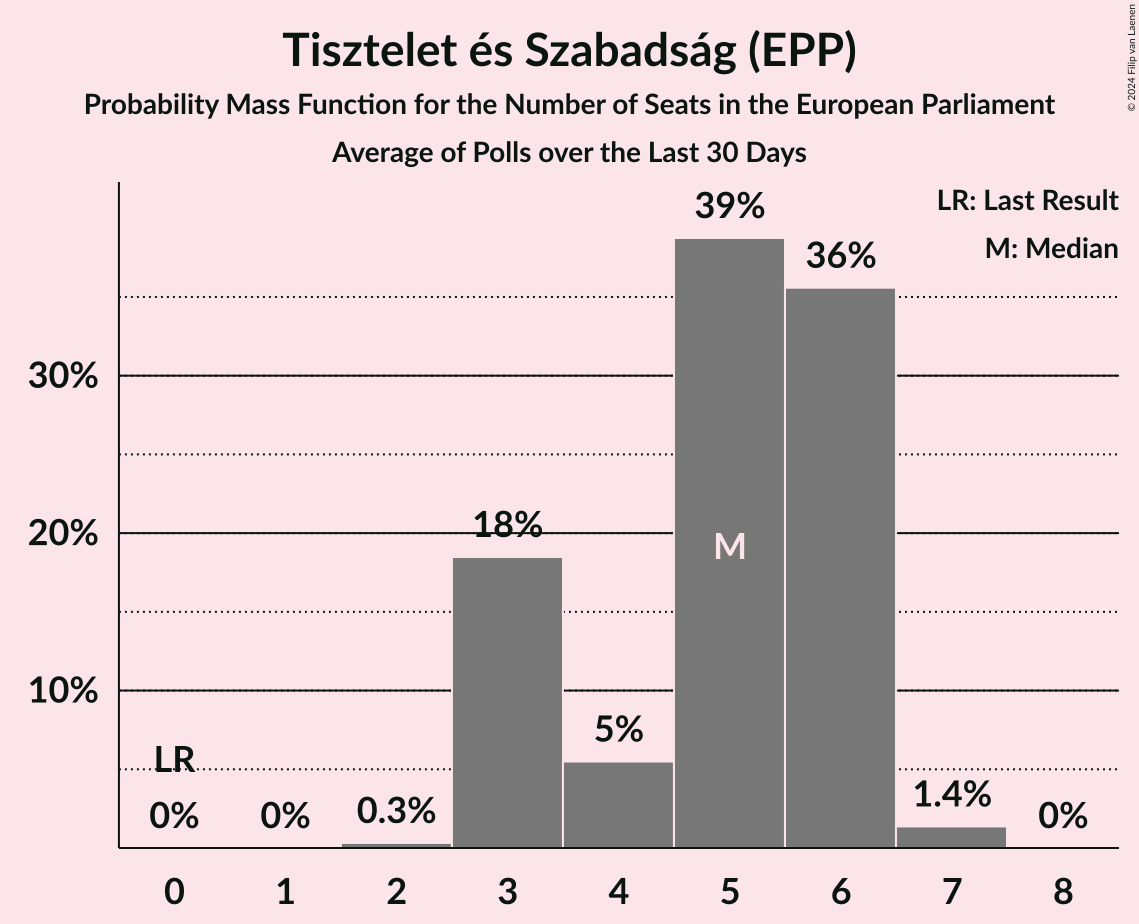 Tisztelet és Szabadság (EPP)
Probability Mass Function for the Number of Seats in the European Parliament
Average of Polls over the Last 30 Days
© 2024 Filip van Laenen
LR: Last Result
M: Median
39%
36%
30%
20%
18%
M
10%
5%
LR
0%
0%
0.3%
1.4%
0%
0 1 2 3 4 5 6 7 8